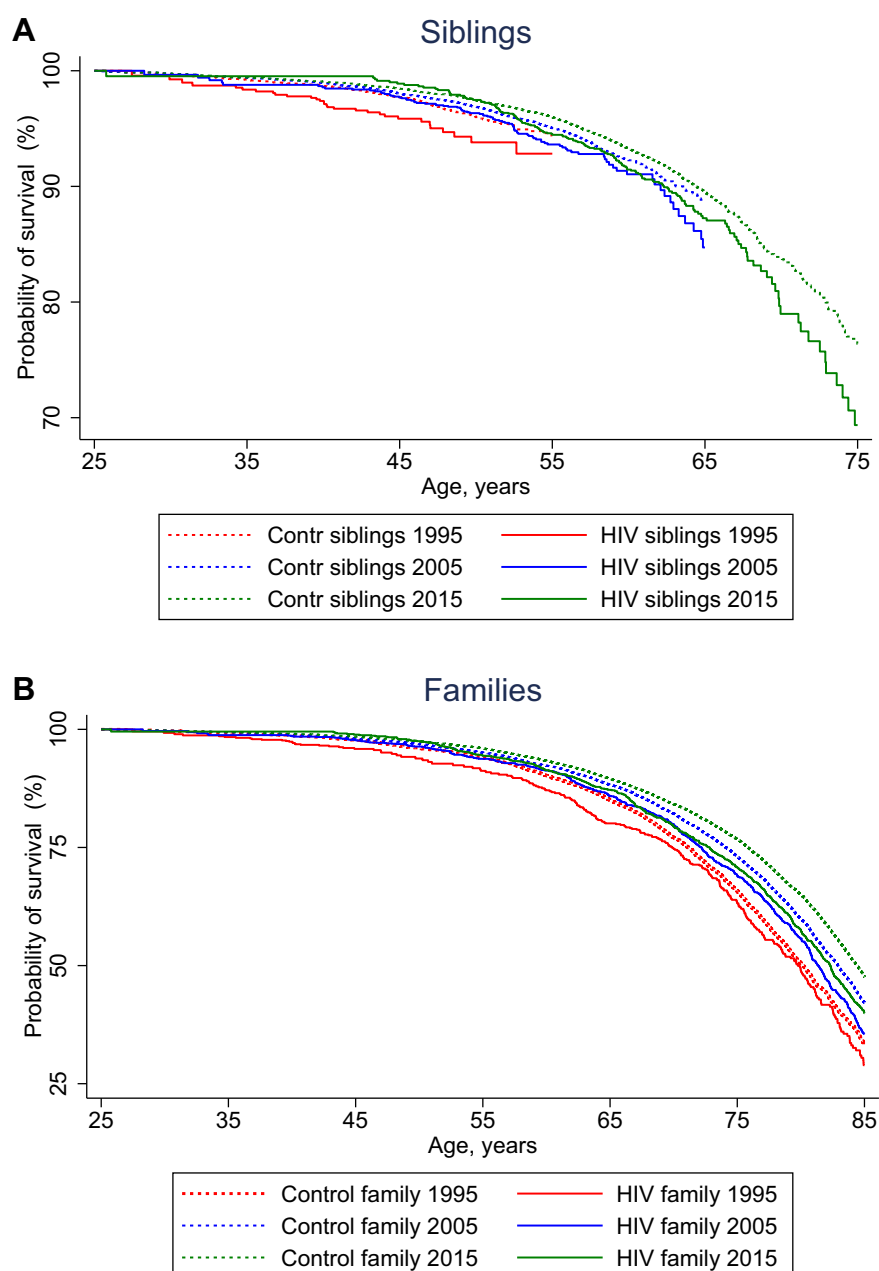 A
Siblings
Probability of survival (%)
100
90
80
70
25 35 45 55 65 75
Age, years
Contr siblings 1995 HIV siblings 1995
Contr siblings 2005 HIV siblings 2005
Contr siblings 2015 HIV siblings 2015
B
Families
Probability of survival (%)
100
75
50
25
25 35 45 55 65 75 85
Age, years
Control family 1995 HIV family 1995
Control family 2005 HIV family 2005
Control family 2015 HIV family 2015